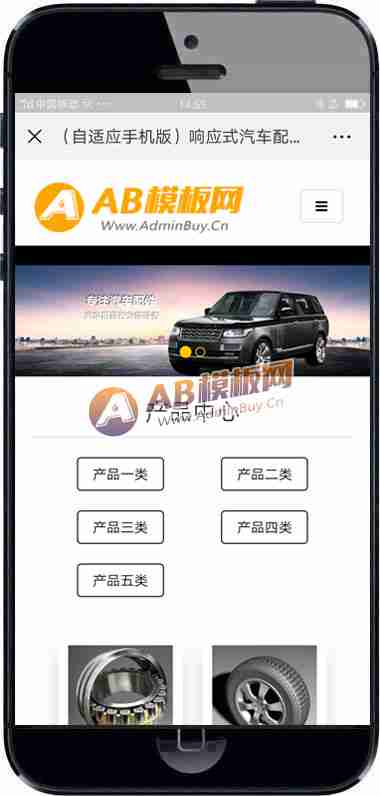 中国移动 14:55
（自适应手机版）响应式汽车配...
AB模板网
Www.AdminBuy.Cn
专注汽车配件
AB模板网
Www.AdminBuy.Cn
产品中心
产品一类 产品二类
产品三类 产品四类
产品五类